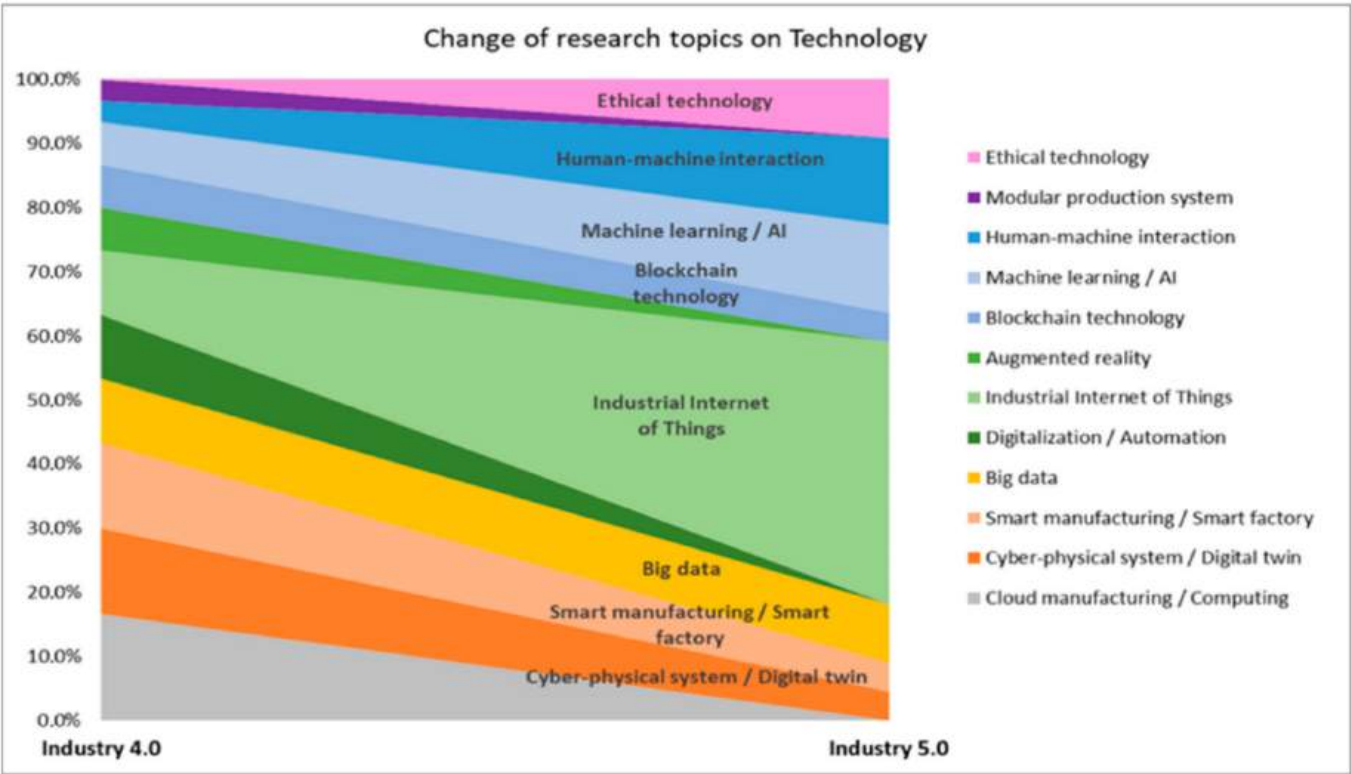 Change of research topics on Technology
100.0%
90.0%
80.0%
70.0%
60.0%
50.0%
40.0%
30.0%
20.0%
10.0%
0.0%
Ethical technology
Human-machine interaction
Machine learning / AI
Blockchain
technology
Industrial Internet
of Things
Big data
Smart manufacturing / Smart
factory
Cyber-physical system / Digital twin
Industry 4.0
Industry 5.0
Ethical technology
Modular production system
Human-machine interaction
Machine learning / AI
Blockchain technology
Augmented reality
Industrial Internet of Things
Digitalization / Automation
Big data
Smart manufacturing / Smart factory
Cyber-physical system / Digital twin
Cloud manufacturing / Computing